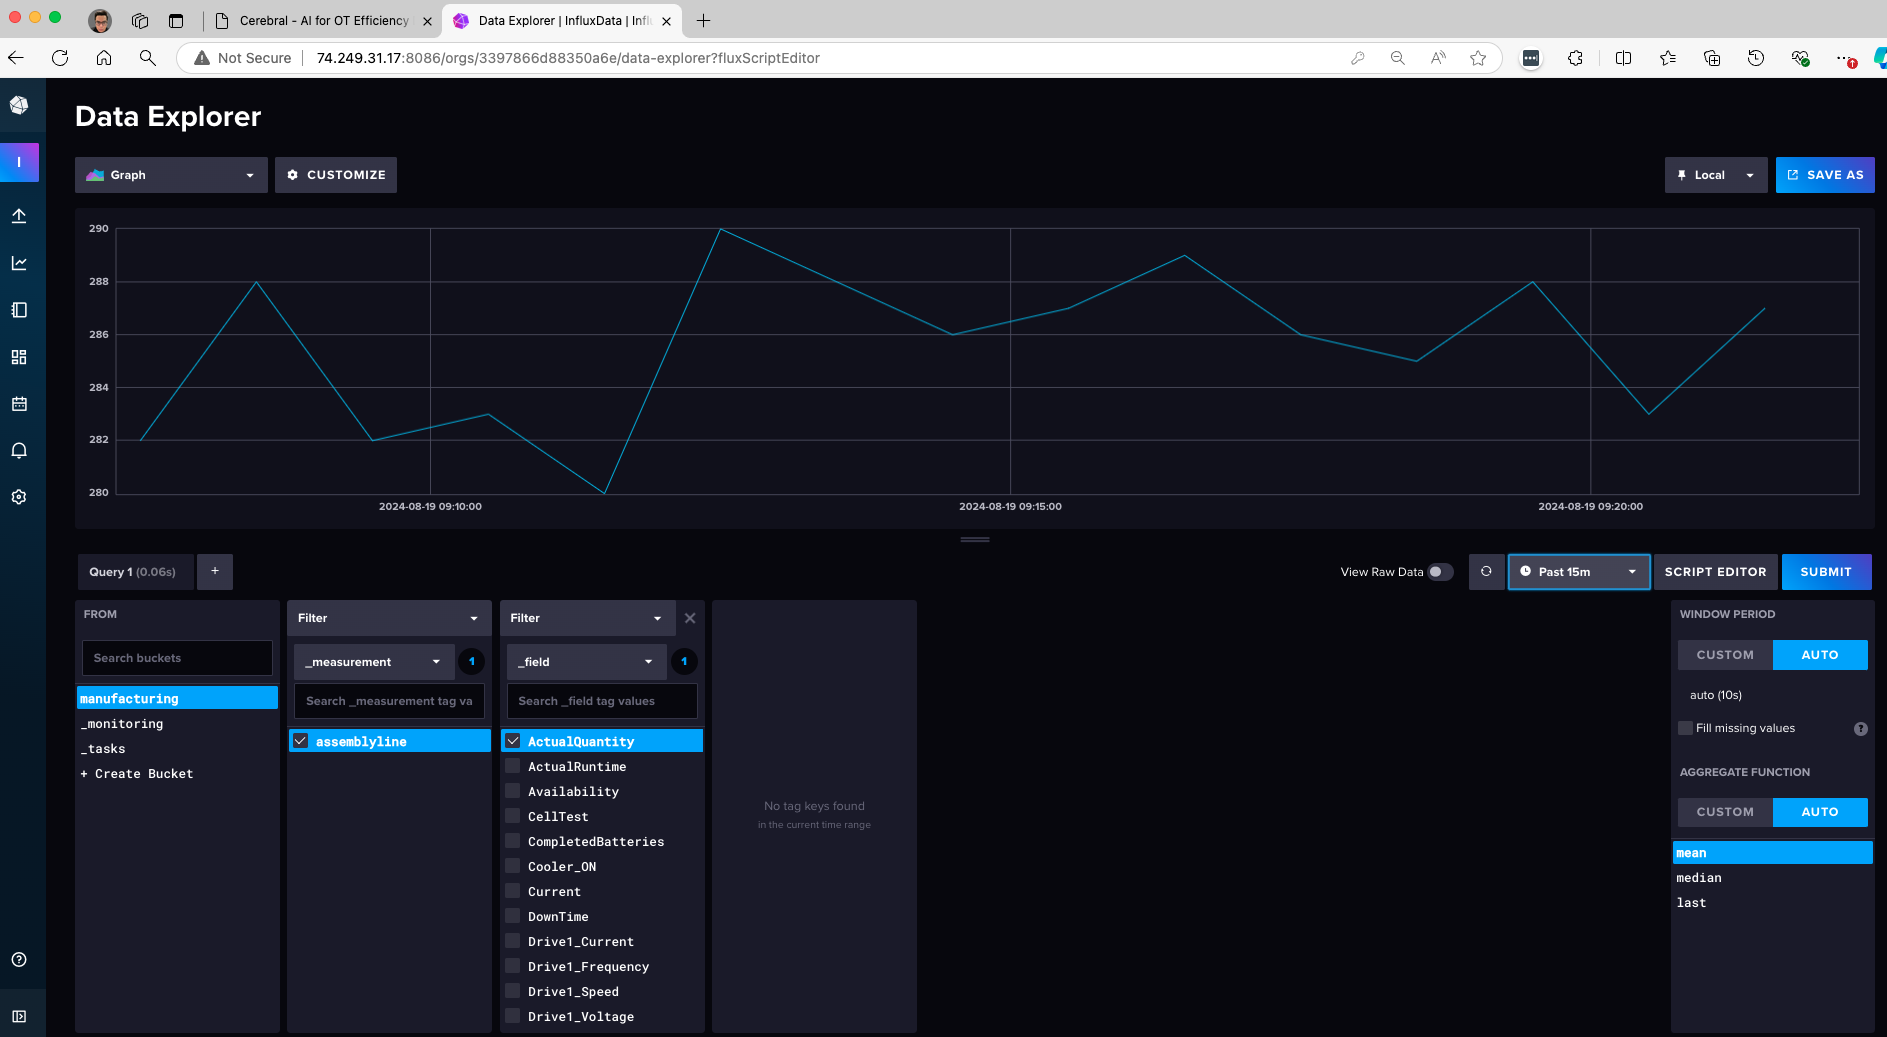 Cerebral - AI for OT Efficiency
Data Explorer | InfluxData | Infl
Not Secure
74.249.31.17:8086/orgs/3397866d88350a6e/data-explorer?fluxScriptEditor
Data Explorer
I
Graph
CUSTOMIZE
Local
SAVE AS
290
288
286
284
282
280
2024-08-19 09:10:00
2024-08-19 09:15:00
2024-08-19 09:20:00
Query 1 (0.06s)
+
View Raw Data
Past 15m
SCRIPT EDITOR
SUBMIT
FROM
Search buckets
manufacturing
_monitoring
_tasks
+ Create Bucket
Filter
_measurement
1
Search _measurement tag va
assemblyline
Filter
_field
1
Search _field tag values
ActualQuantity
ActualRuntime
Availability
CellTest
CompletedBatteries
Cooler_ON
Current
DownTime
Drive1_Current
Drive1_Frequency
Drive1_Speed
Drive1_Voltage
No tag keys found
in the current time range
WINDOW PERIOD
CUSTOM
AUTO
auto (10s)
Fill missing values
?
AGGREGATE FUNCTION
CUSTOM
AUTO
mean
median
last